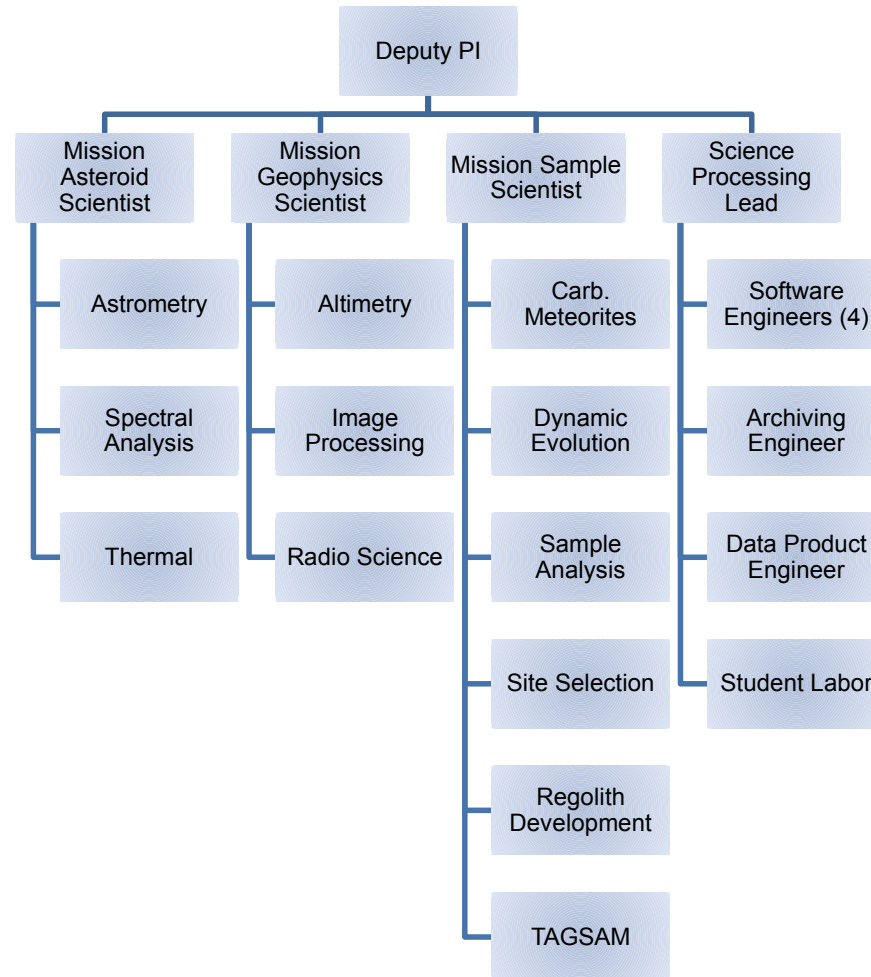 Deputy PI
Mission
Asteroid
Scientist
Mission
Geophysics
Scientist
Mission Sample
Scientist
Science
Processing
Lead
Astrometry
Spectral
Analysis
Thermal
Altimetry
Image
Processing
Radio Science
Carb.
Meteorites
Dynamic
Evolution
Sample
Analysis
Site Selection
Regolith
Development
TAGSAM
Software
Engineers (4)
Archiving
Engineer
Data Product
Engineer
Student Labor